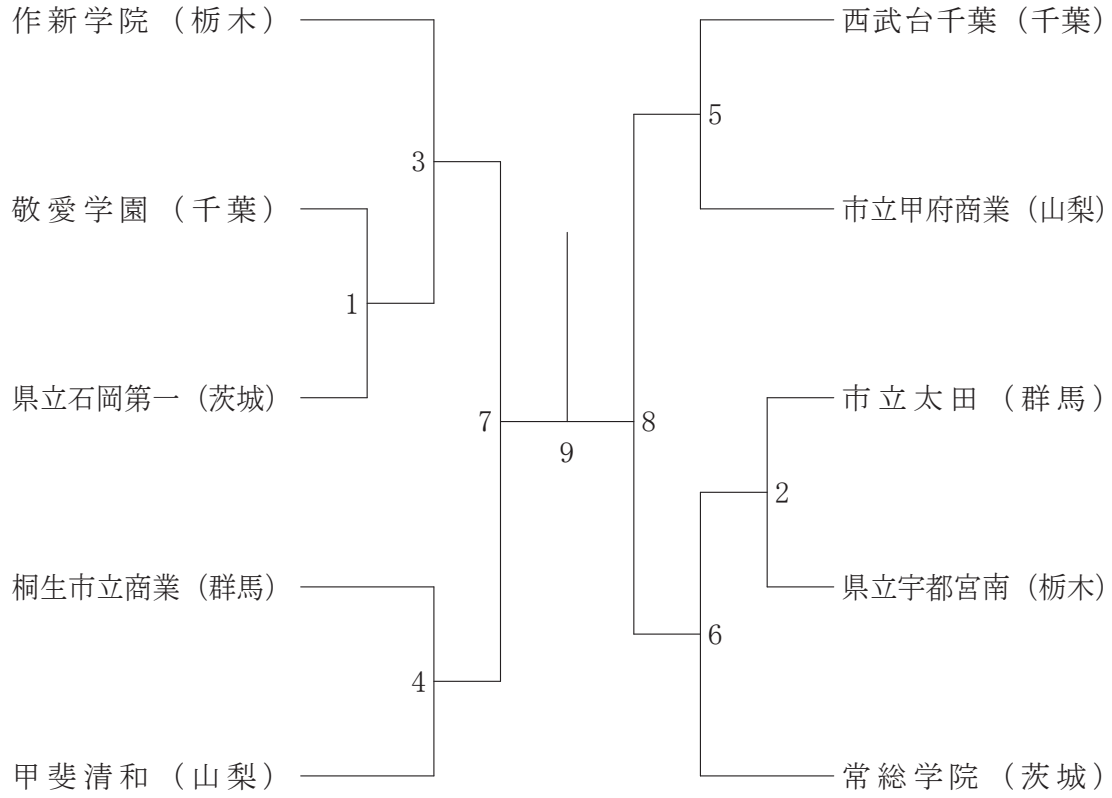 作新学院（栃木）
敬愛学園（千葉）
県立石岡第一（茨城）
桐生市立商業（群馬）
甲斐清和（山梨）
1
3
4
7
9
8
5
6
2
西武台千葉（千葉）
市立甲府商業（山梨）
市立太田（群馬）
県立宇都宮南（栃木）
常総学院（茨城）